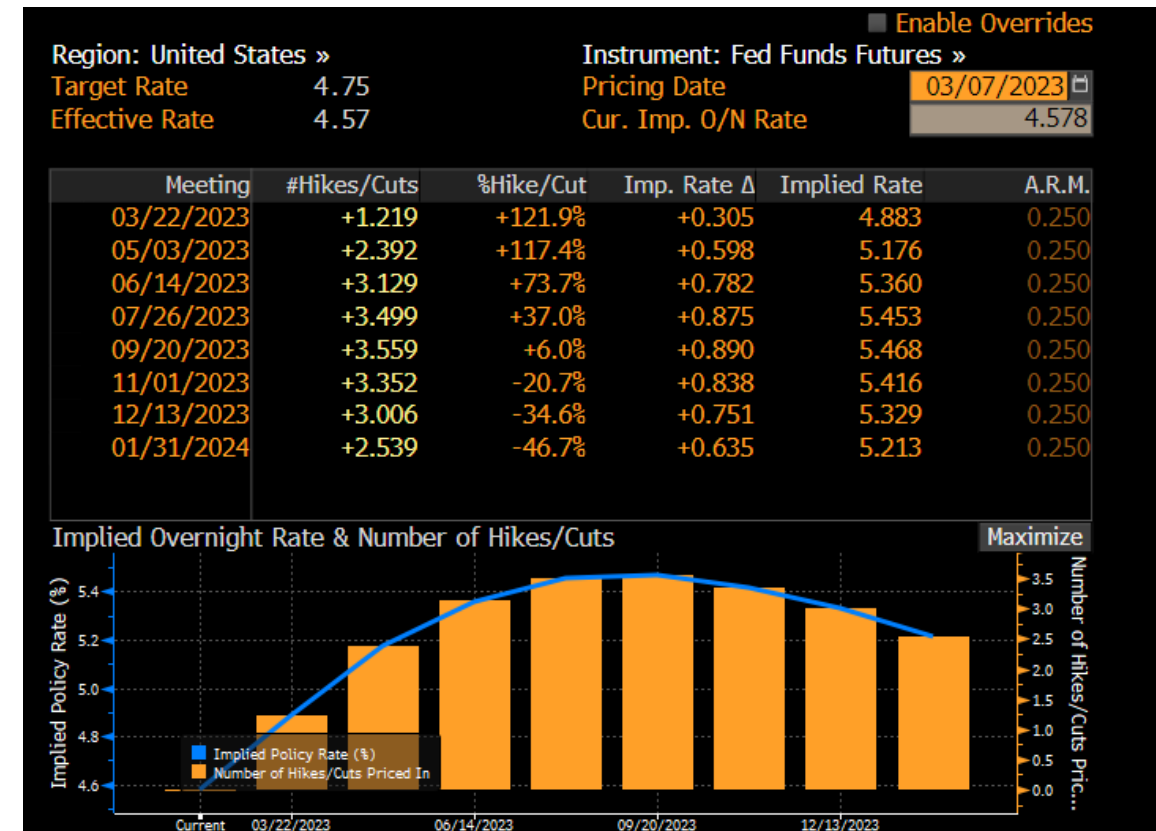 Enable Overrides
Region: United States » Instrument: Fed Funds Futures »
Target Rate 4.75 Pricing Date 03/07/2023
Effective Rate 4.57 Cur. Imp. O/N Rate 4.578
Meeting #Hikes/Cuts %Hike/Cut Imp. Rate Δ Implied Rate A.R.M.
03/22/2023 +1.219 +121.9% +0.305 4.883 0.250
05/03/2023 +2.392 +117.4% +0.598 5.176 0.250
06/14/2023 +3.129 +73.7% +0.782 5.360 0.250
07/26/2023 +3.499 +37.0% +0.875 5.453 0.250
09/20/2023 +3.559 +6.0% +0.890 5.468 0.250
11/01/2023 +3.352 -20.7% +0.838 5.416 0.250
12/13/2023 +3.006 -34.6% +0.751 5.329 0.250
01/31/2024 +2.539 -46.7% +0.635 5.213 0.250
Implied Overnight Rate & Number of Hikes/Cuts Maximize
Implied Policy Rate (%)
5.4
5.2
5.0
4.8
4.6
Implied Policy Rate (%)
Number of Hikes/Cuts Priced In
3.5
3.0
2.5
2.0
1.5
1.0
0.5
0.0
Number of Hikes/Cuts Pric...
Current 03/22/2023 06/14/2023 09/20/2023 12/13/2023